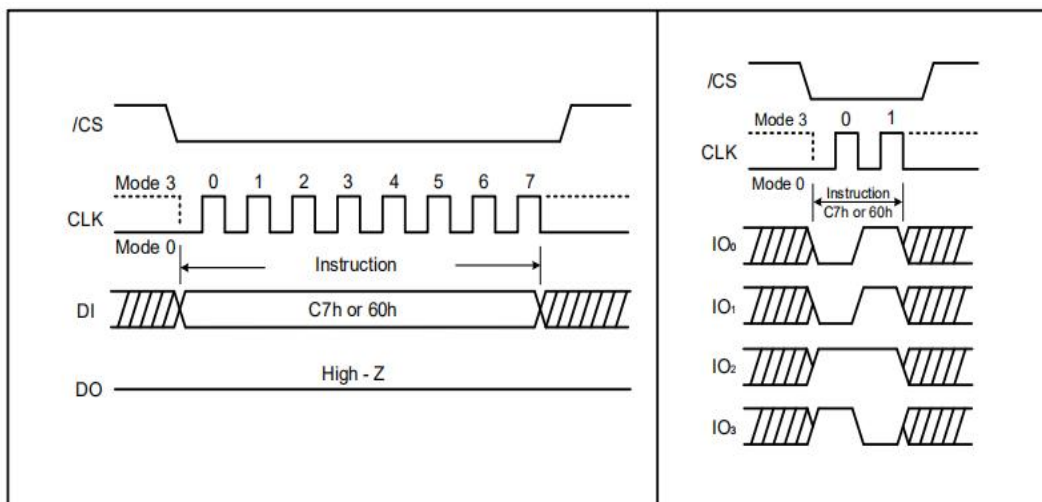 /CS
Mode 3
0 1 2 3 4 5 6 7
CLK
Mode 0
Instruction
DI
C7h or 60h
High - Z
DO
/CS
Mode 3
0 1
CLK
Mode 0
Instruction
C7h or 60h
IO₀
IO₁
IO₂
IO₃